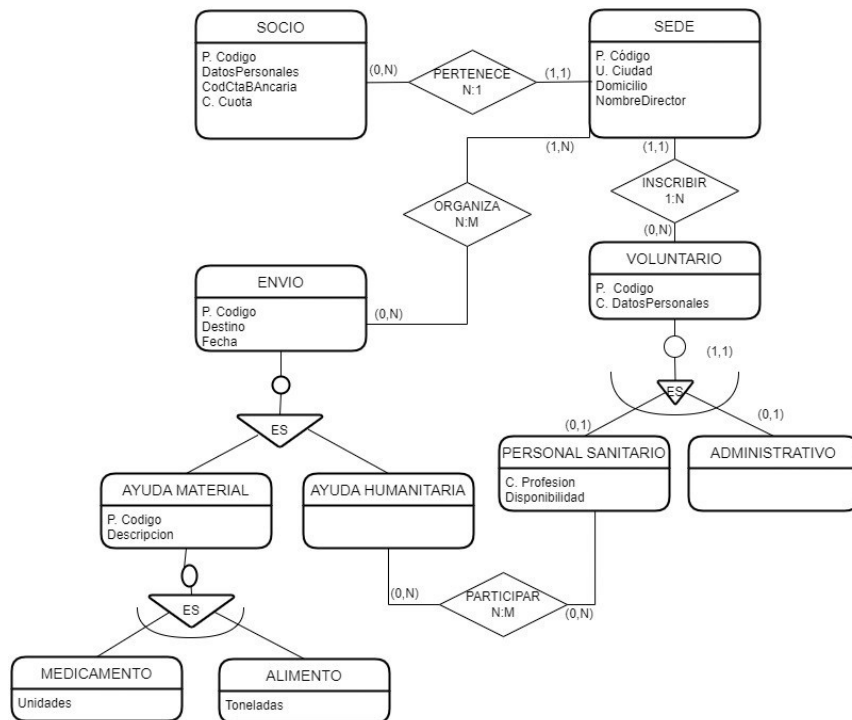 SOCIO
P. Codigo
DatosPersonales
CodCtaBAncaria
C. Cuota
(0,N)
PERTENECE
N:1
(1,1)
SEDE
P. Código
U. Ciudad
Domicilio
NombreDirector
(1,N)
(1,1)
ORGANIZA
N:M
INSCRIBIR
1:N
(0,N)
VOLUNTARIO
P. Codigo
C. DatosPersonales
ENVIO
P. Codigo
Destino
Fecha
(0,N)
(1,1)
ES
(0,1)
(0,1)
ES
PERSONAL SANITARIO
C. Profesion
Disponibilidad
ADMINISTRATIVO
AYUDA MATERIAL
P. Codigo
Descripcion
AYUDA HUMANITARIA
(0,N)
PARTICIPAR
N:M
(0,N)
ES
MEDICAMENTO
Unidades
ALIMENTO
Toneladas